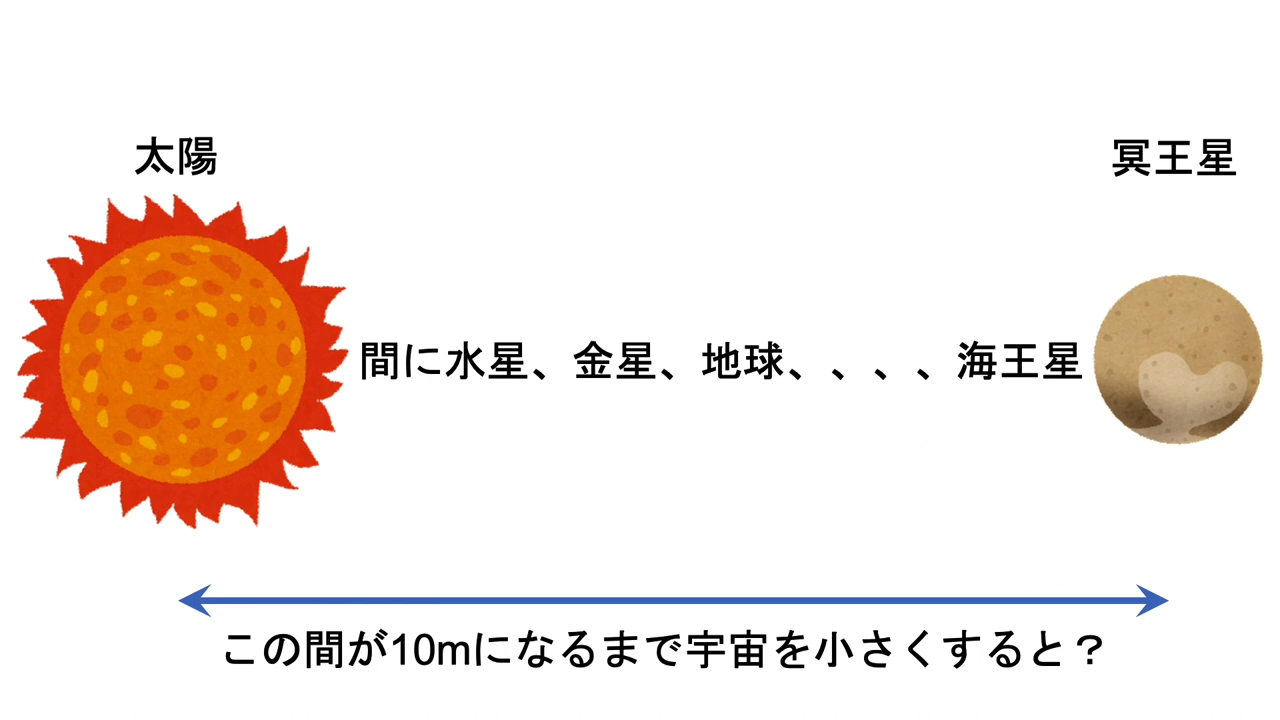 太陽
冥王星
間に水星、金星、地球、、、、海王星
この間が10mになるまで宇宙を小さくすると？